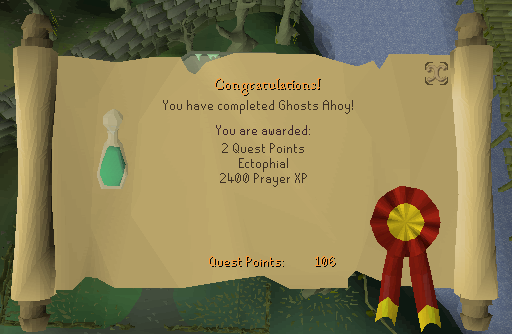 Congratulations!
You have completed Ghosts Ahoy!
You are awarded:
2 Quest Points
Ectophial
2400 Prayer XP
Quest Points: 106